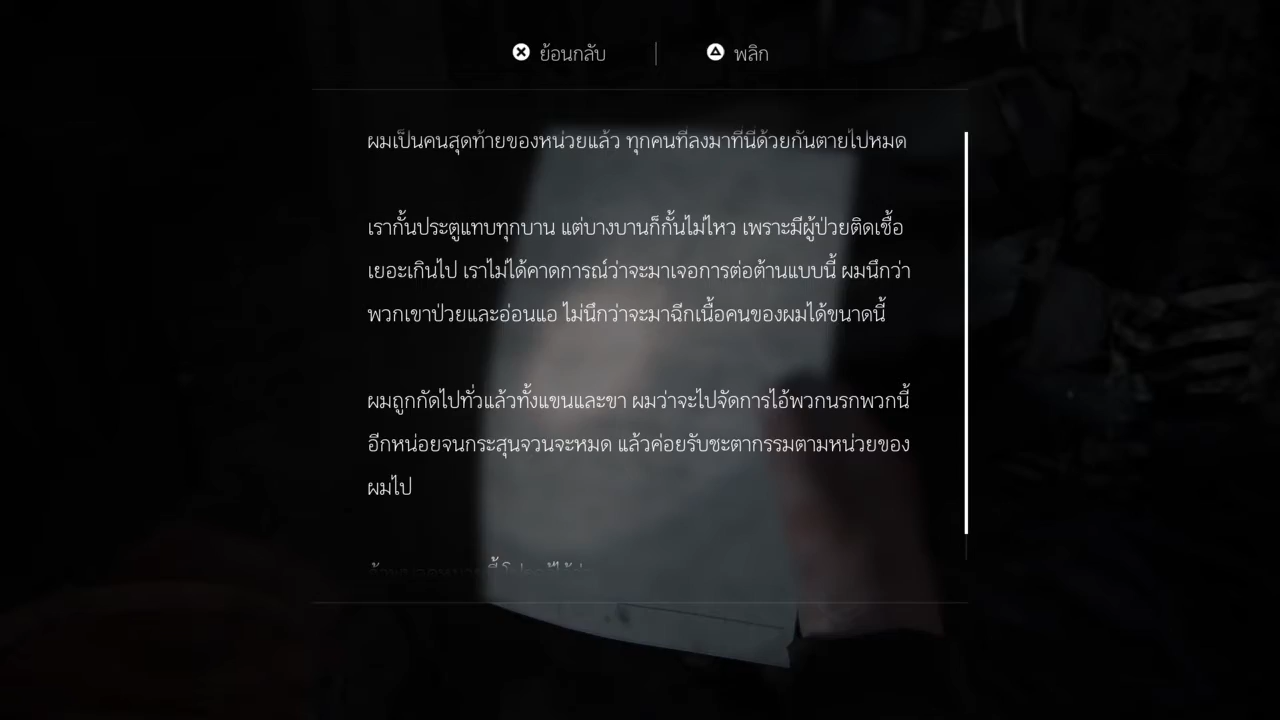 ย้อนกลับ | พลิก
ผมเป็นคนสุดท้ายของหน่วยแล้ว ทุกคนที่ลงมาที่นี่ด้วยกันตายไปหมด
เรากั้นประตูแทบทุกบาน แต่บางบานก็กั้นไม่ไหว เพราะมีผู้ป่วยติดเชื้อ
เยอะเกินไป เราไม่ได้คาดการณ์ว่าจะมาเจอการต่อต้านแบบนี้ ผมนึกว่า
พวกเขาป่วยและอ่อนแอ ไม่นึกว่าจะมาฉีกเนื้อคนของผมได้ขนาดนี้
ผมถูกกัดไปทั่วแล้วทั้งแขนและขา ผมว่าจะไปจัดการไอ้พวกนรกพวกนี้
อีกหน่อยจนกระสุนจวนจะหมด แล้วค่อยรับชะตากรรมตามหน่วยของ
ผมไป